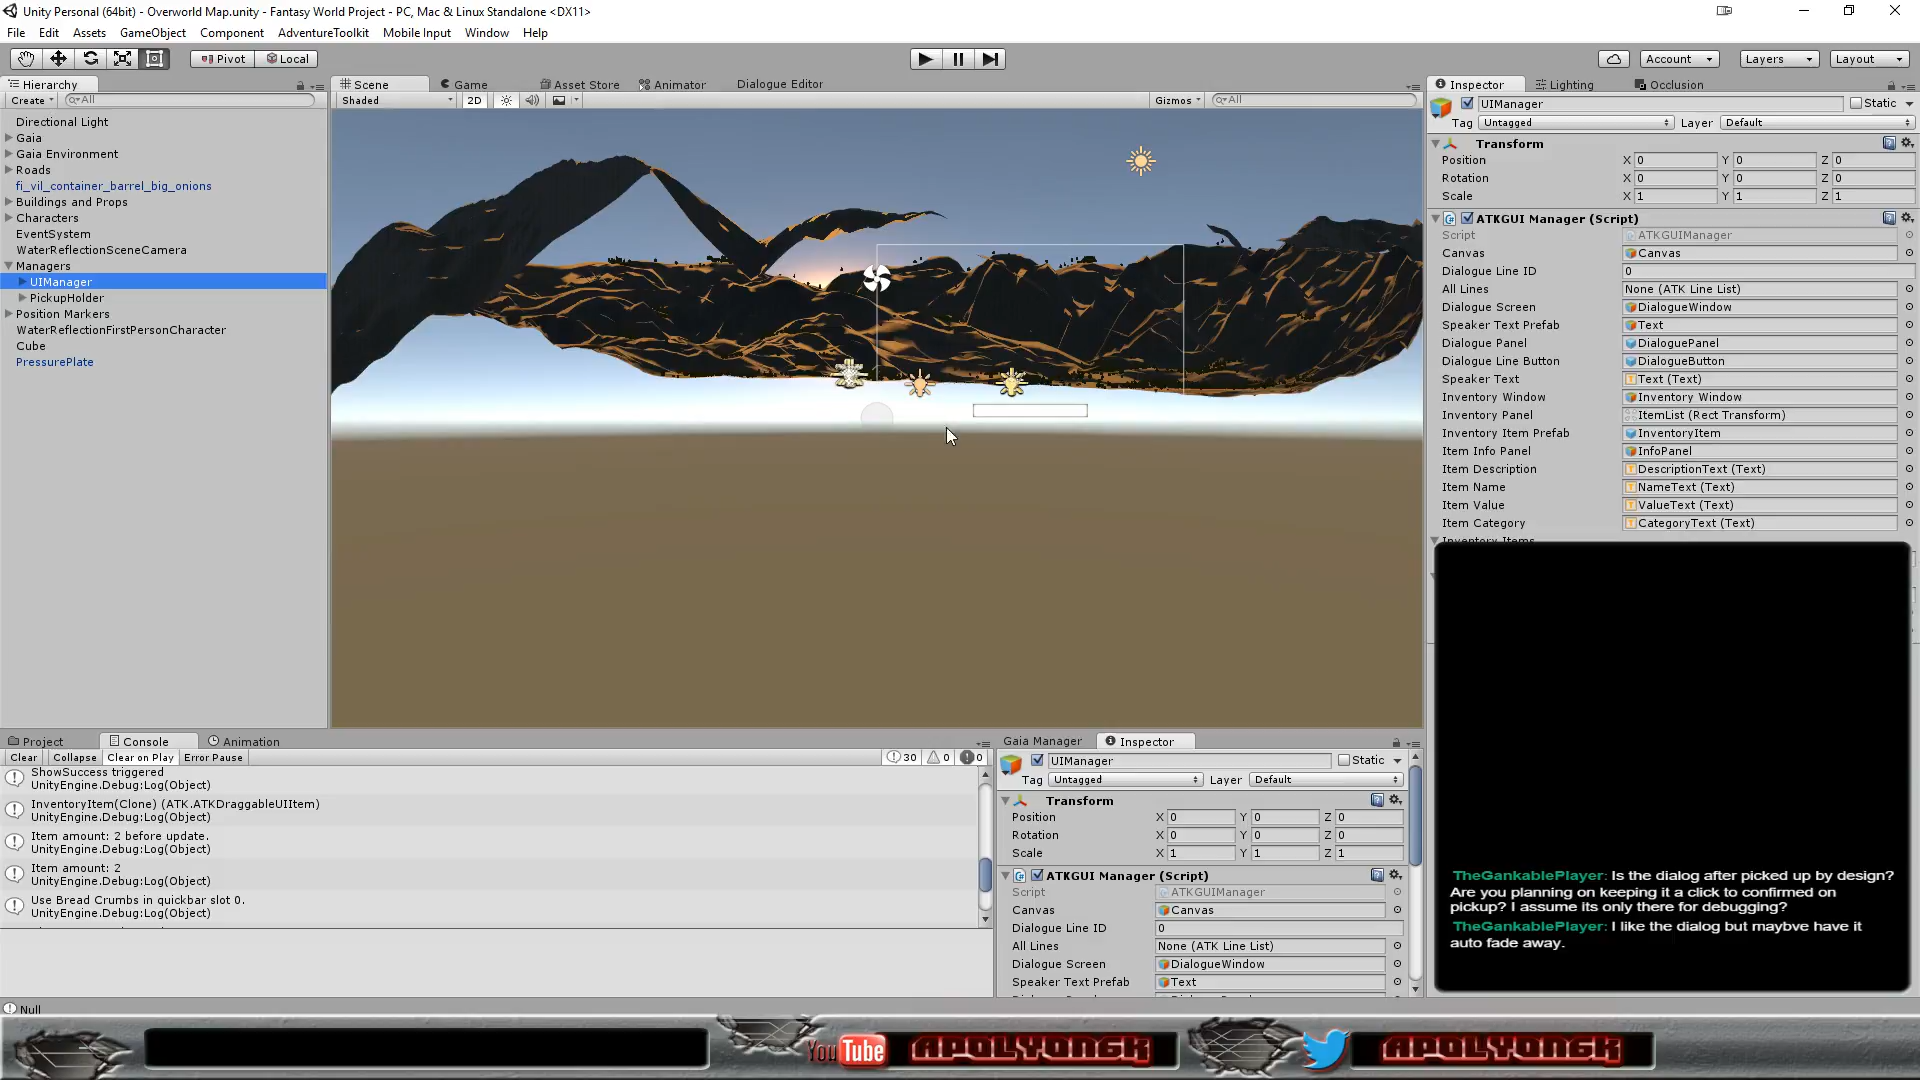 Unity Personal (64bit) - Overworld Map.unity - Fantasy World Project - PC, Mac & Linux Standalone <DX11>
File Edit Assets GameObject Component AdventureToolkit Mobile Input Window Help
Pivot Local Account Layers Layout
Hierarchy
Create All
Directional Light
Gaia
Gaia Environment
Roads
fi_vil_container_barrel_big_onions
Buildings and Props
Characters
EventSystem
WaterReflectionSceneCamera
Managers
UIManager
PickupHolder
Position Markers
WaterReflectionFirstPersonCharacter
Cube
PressurePlate
Scene Game Asset Store Animator Dialogue Editor
Shaded 2D Gizmos All
Inspector Lighting Occlusion
UIManager Static
Tag Untagged Layer Default
Transform
Position X 0 Y 0 Z 0
Rotation X 0 Y 0 Z 0
Scale X 1 Y 1 Z 1
ATKGUI Manager (Script)
Script ATKGUIManager
Canvas Canvas
Dialogue Line ID 0
All Lines None (ATK Line List)
Dialogue Screen DialogueWindow
Speaker Text Prefab Text
Dialogue Panel DialoguePanel
Dialogue Line Button DialogueButton
Speaker Text Text (Text)
Inventory Window Inventory Window
Inventory Panel ItemList (Rect Transform)
Inventory Item Prefab InventoryItem
Item Info Panel InfoPanel
Item Description DescriptionText (Text)
Item Name NameText (Text)
Item Value ValueText (Text)
Item Category CategoryText (Text)
Inventory Items
TheGankablePlayer: Is the dialog after picked up by design?
Are you planning on keeping it a click to confirmed on
pickup? I assume its only there for debugging?
TheGankablePlayer: I like the dialog but maybve have it
auto fade away.
Project Console Animation
Clear Collapse Clear on Play Error Pause 30 0 0
ShowSuccess triggered
UnityEngine.Debug:Log(Object)
InventoryItem(Clone) (ATK.ATKDraggableUIItem)
UnityEngine.Debug:Log(Object)
Item amount: 2 before update.
UnityEngine.Debug:Log(Object)
Item amount: 2
UnityEngine.Debug:Log(Object)
Use Bread Crumbs in quickbar slot 0.
UnityEngine.Debug:Log(Object)
Null
Gaia Manager Inspector
UIManager Static
Tag Untagged Layer Default
Transform
Position X 0 Y 0 Z 0
Rotation X 0 Y 0 Z 0
Scale X 1 Y 1 Z 1
ATKGUI Manager (Script)
Script ATKGUIManager
Canvas Canvas
Dialogue Line ID 0
All Lines None (ATK Line List)
Dialogue Screen DialogueWindow
Speaker Text Prefab Text
YouTube APOLYONGK APOLYONGK